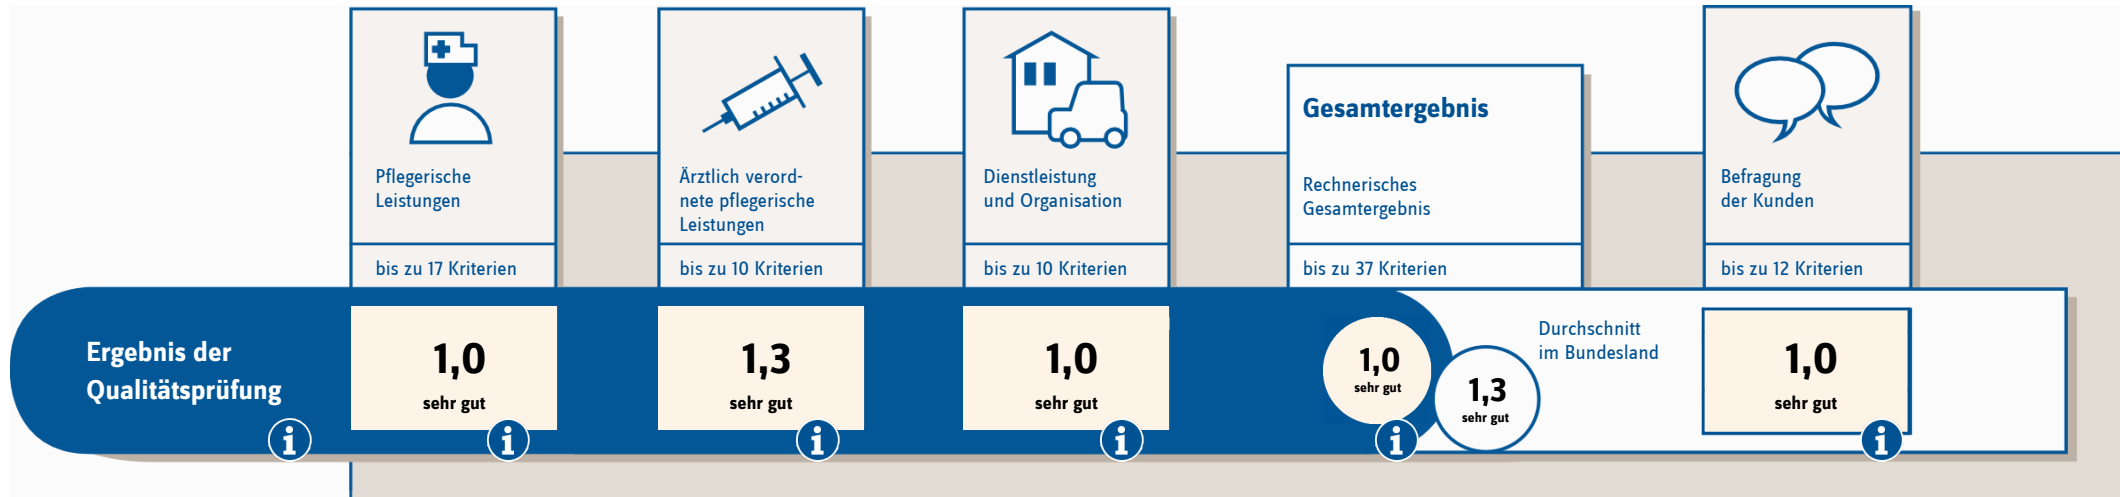 Pflegerische
Leistungen
bis zu 17 Kriterien
Ärztlich verord-
nete pflegerische
Leistungen
bis zu 10 Kriterien
Dienstleistung
und Organisation
bis zu 10 Kriterien
Gesamtergebnis
Rechnerisches
Gesamtergebnis
bis zu 37 Kriterien
Befragung
der Kunden
bis zu 12 Kriterien
Ergebnis der
Qualitätsprüfung
i
1,0
sehr gut
i
1,3
sehr gut
i
1,0
sehr gut
i
1,0
sehr gut
i
1,3
sehr gut
Durchschnitt
im Bundesland
1,0
sehr gut
i